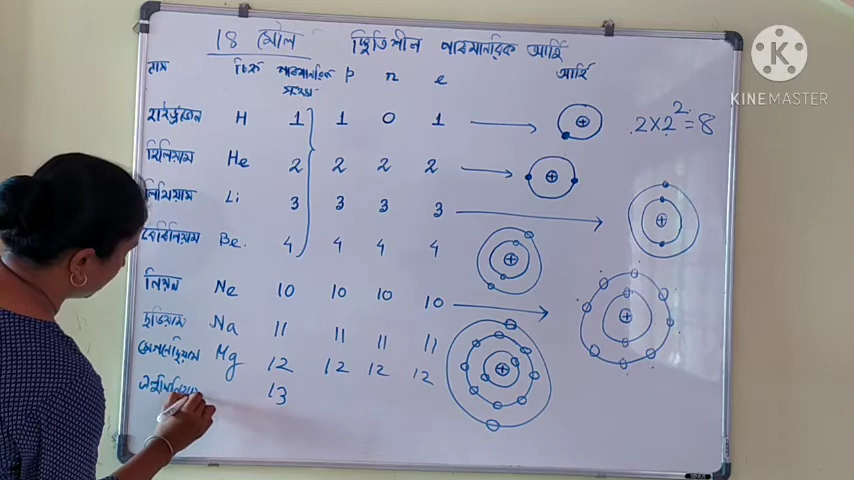 18 মৌল স্থিতিশীল পাৰমানৱিক আৰ্হি
KINEMASTER
নাম চিহ্ন পাৰমানৱিক সংখ্যা p n e আৰ্হি
হাইড্ৰজেন H 1 1 0 1
2×2²=8
হিলিয়াম He 2 2 2 2
লিথিয়াম Li 3 3 3 3
বেৰিলিয়াম Be. 4 4 4 4
নিয়ন Ne 10 10 10 10
ছডিয়াম Na 11 11 11 11
মেগনেছিয়াম Mg 12 12 12 12
13